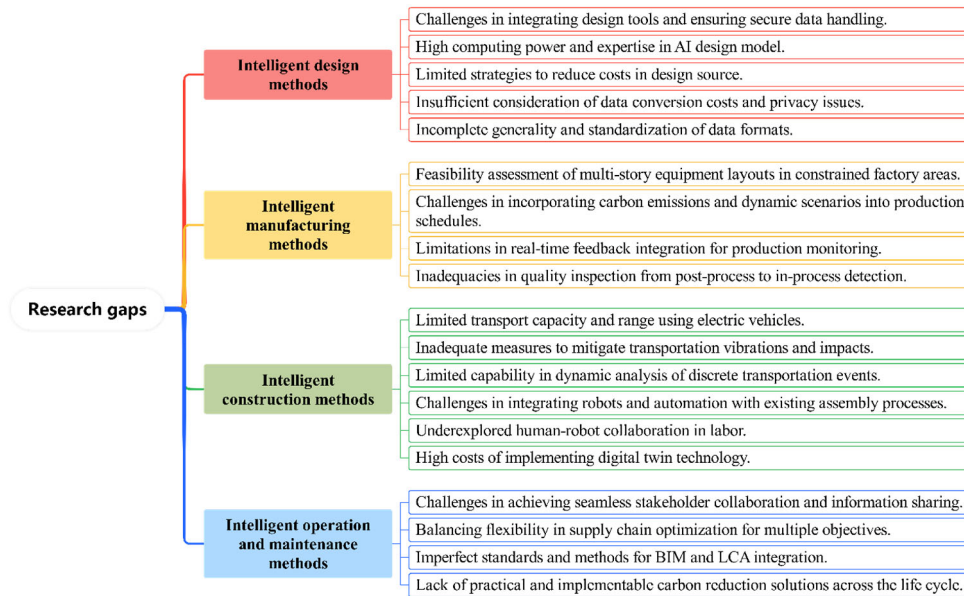 Research gaps
Intelligent design
methods
Challenges in integrating design tools and ensuring secure data handling.
High computing power and expertise in AI design model.
Limited strategies to reduce costs in design source.
Insufficient consideration of data conversion costs and privacy issues.
Incomplete generality and standardization of data formats.
Intelligent
manufacturing
methods
Feasibility assessment of multi-story equipment layouts in constrained factory areas.
Challenges in incorporating carbon emissions and dynamic scenarios into production
schedules.
Limitations in real-time feedback integration for production monitoring.
Inadequacies in quality inspection from post-process to in-process detection.
Intelligent
construction methods
Limited transport capacity and range using electric vehicles.
Inadequate measures to mitigate transportation vibrations and impacts.
Limited capability in dynamic analysis of discrete transportation events.
Challenges in integrating robots and automation with existing assembly processes.
Underexplored human-robot collaboration in labor.
High costs of implementing digital twin technology.
Intelligent operation
and maintenance
methods
Challenges in achieving seamless stakeholder collaboration and information sharing.
Balancing flexibility in supply chain optimization for multiple objectives.
Imperfect standards and methods for BIM and LCA integration.
Lack of practical and implementable carbon reduction solutions across the life cycle.